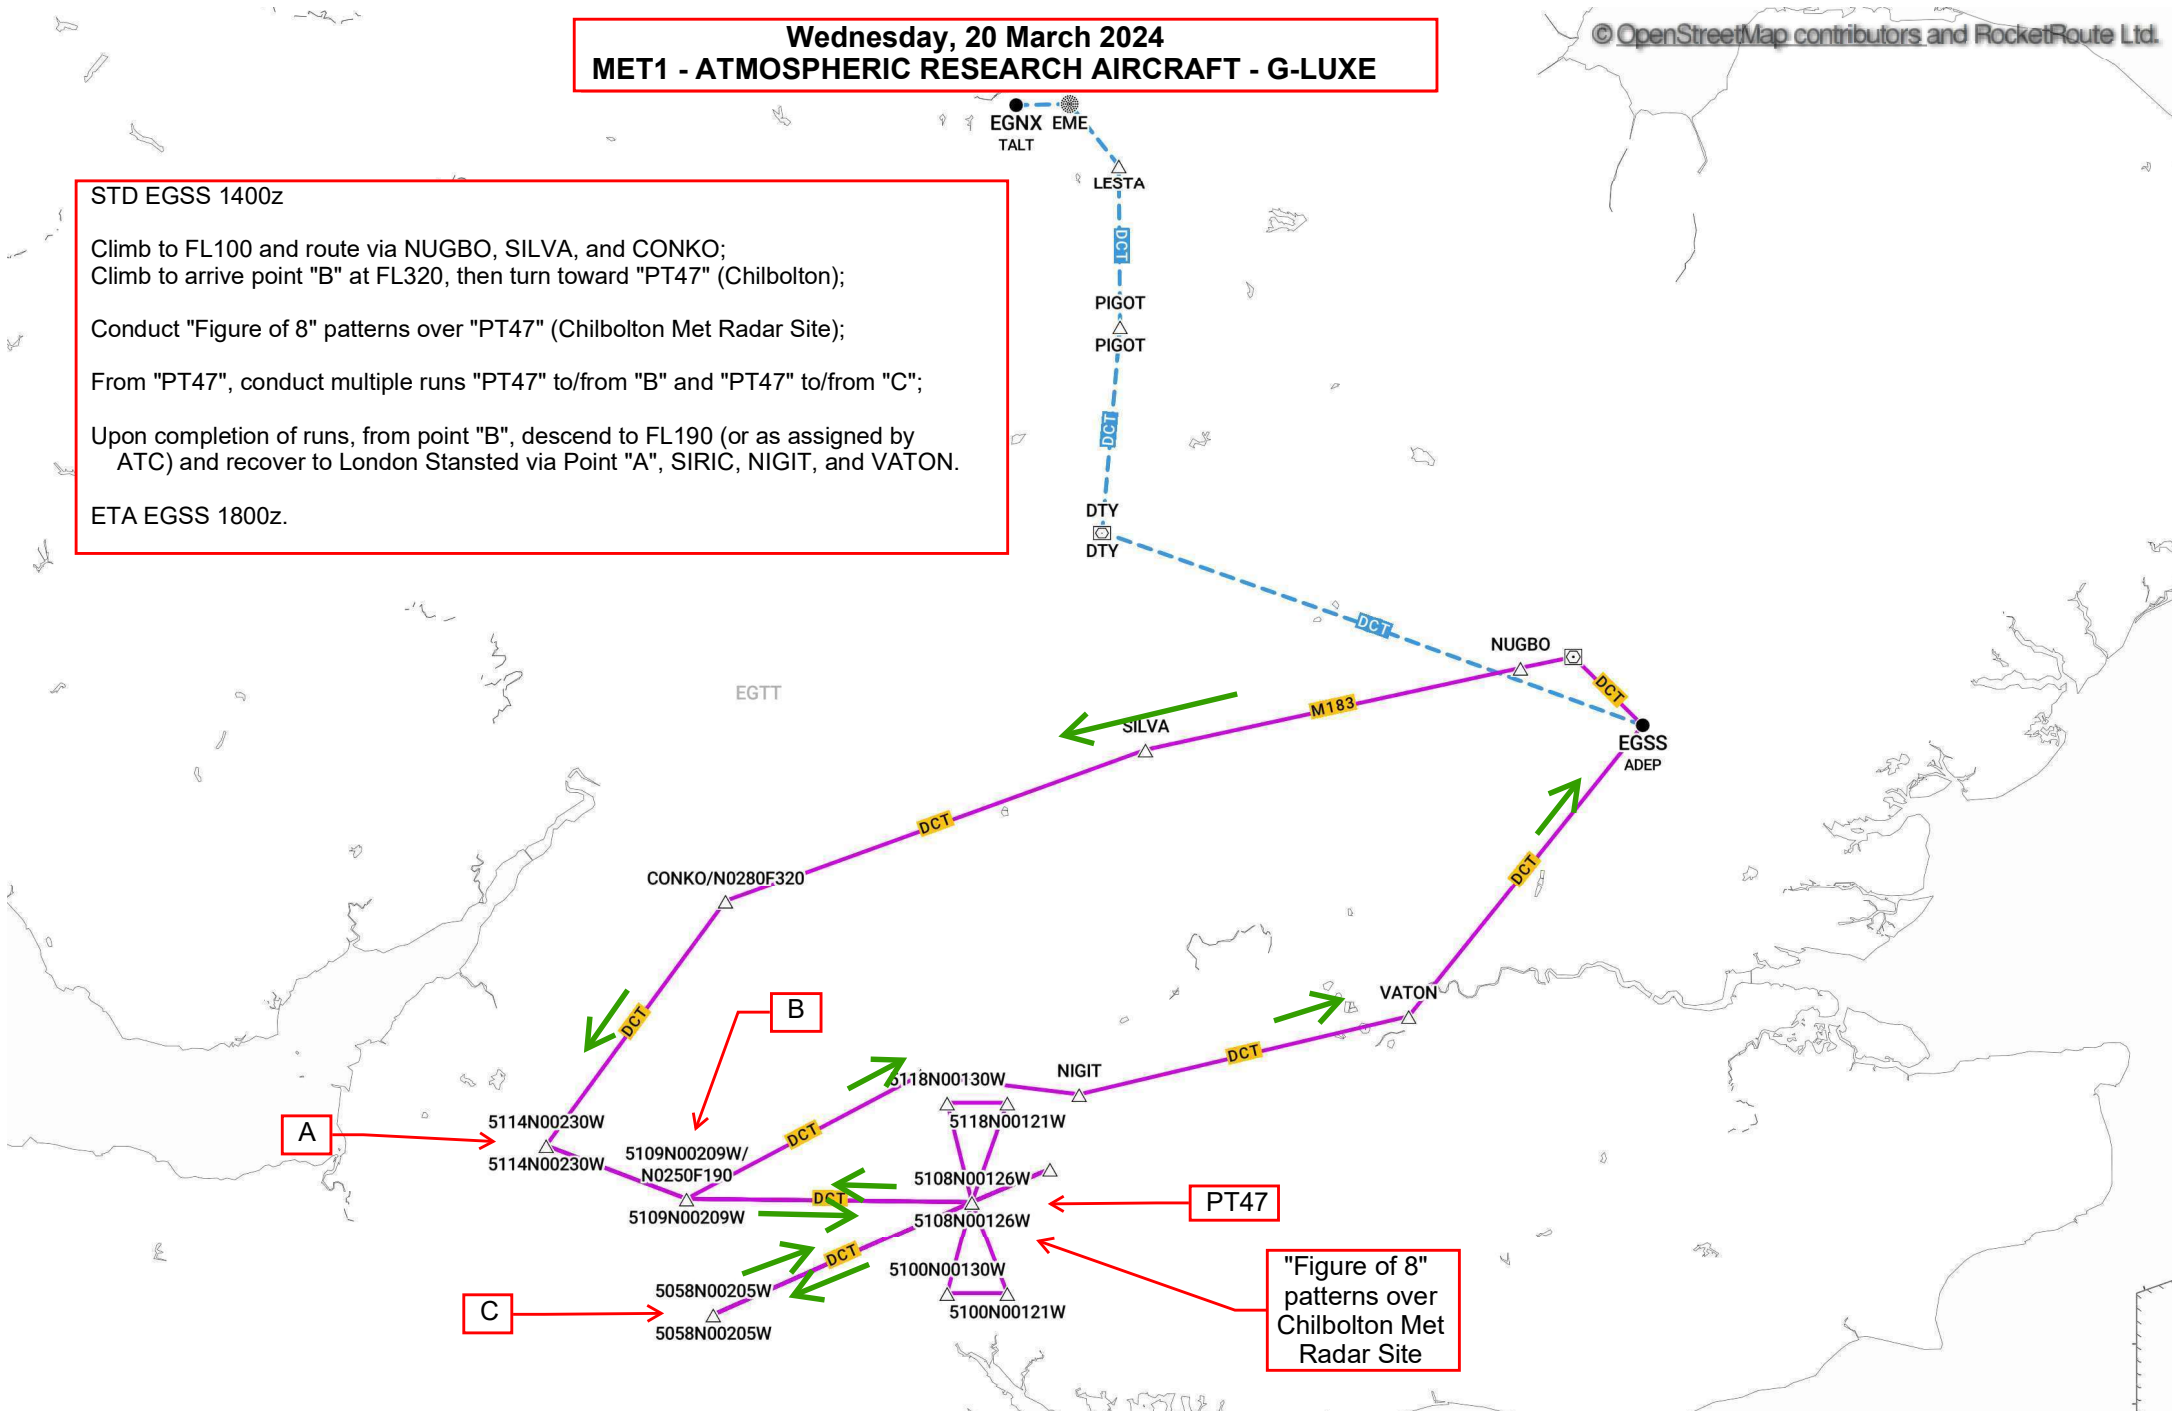 Wednesday, 20 March 2024
MET1 - ATMOSPHERIC RESEARCH AIRCRAFT - G-LUXE
© OpenStreetMap contributors and RocketRoute Ltd.
EGNX
TALT
EME
LESTA
DCT
PIGOT
PIGOT
DCT
DTY
DTY
DCT
STD EGSS 1400z
Climb to FL100 and route via NUGBO, SILVA, and CONKO;
Climb to arrive point "B" at FL320, then turn toward "PT47" (Chilbolton);
Conduct "Figure of 8" patterns over "PT47" (Chilbolton Met Radar Site);
From "PT47", conduct multiple runs "PT47" to/from "B" and "PT47" to/from "C";
Upon completion of runs, from point "B", descend to FL190 (or as assigned by
ATC) and recover to London Stansted via Point "A", SIRIC, NIGIT, and VATON.
ETA EGSS 1800z.
NUGBO
DCT
EGTT
M183
SILVA
EGSS
ADEP
DCT
CONKO/N0280F320
DCT
DCT
B
VATON
DCT
NIGIT
5118N00130W
A
5114N00230W
5114N00230W
5118N00121W
DCT
5109N00209W/
N0250F190
5109N00209W
DCT
5108N00126W
5108N00126W
PT47
DCT
5100N00130W
5100N00121W
5058N00205W
5058N00205W
C
"Figure of 8"
patterns over
Chilbolton Met
Radar Site